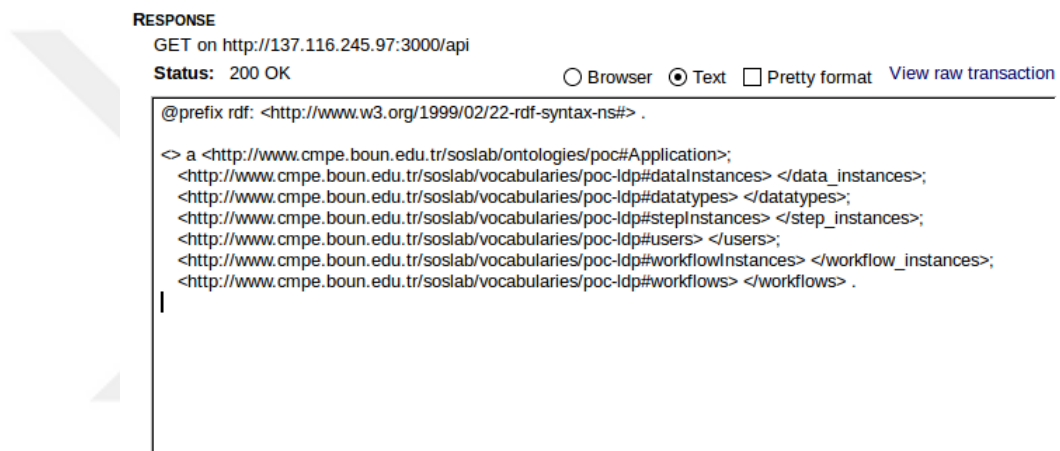 RESPONSE
GET on http://137.116.245.97:3000/api
Status: 200 OK Browser Text Pretty format View raw transaction
@prefix rdf: <http://www.w3.org/1999/02/22-rdf-syntax-ns#> .
<> a <http://www.cmpe.boun.edu.tr/soslab/ontologies/poc#Application>;
<http://www.cmpe.boun.edu.tr/soslab/vocabularies/poc-ldp#dataInstances> </data_instances>;
<http://www.cmpe.boun.edu.tr/soslab/vocabularies/poc-ldp#datatypes> </datatypes>;
<http://www.cmpe.boun.edu.tr/soslab/vocabularies/poc-ldp#stepInstances> </step_instances>;
<http://www.cmpe.boun.edu.tr/soslab/vocabularies/poc-ldp#users> </users>;
<http://www.cmpe.boun.edu.tr/soslab/vocabularies/poc-ldp#workflowInstances> </workflow_instances>;
<http://www.cmpe.boun.edu.tr/soslab/vocabularies/poc-ldp#workflows> </workflows> .